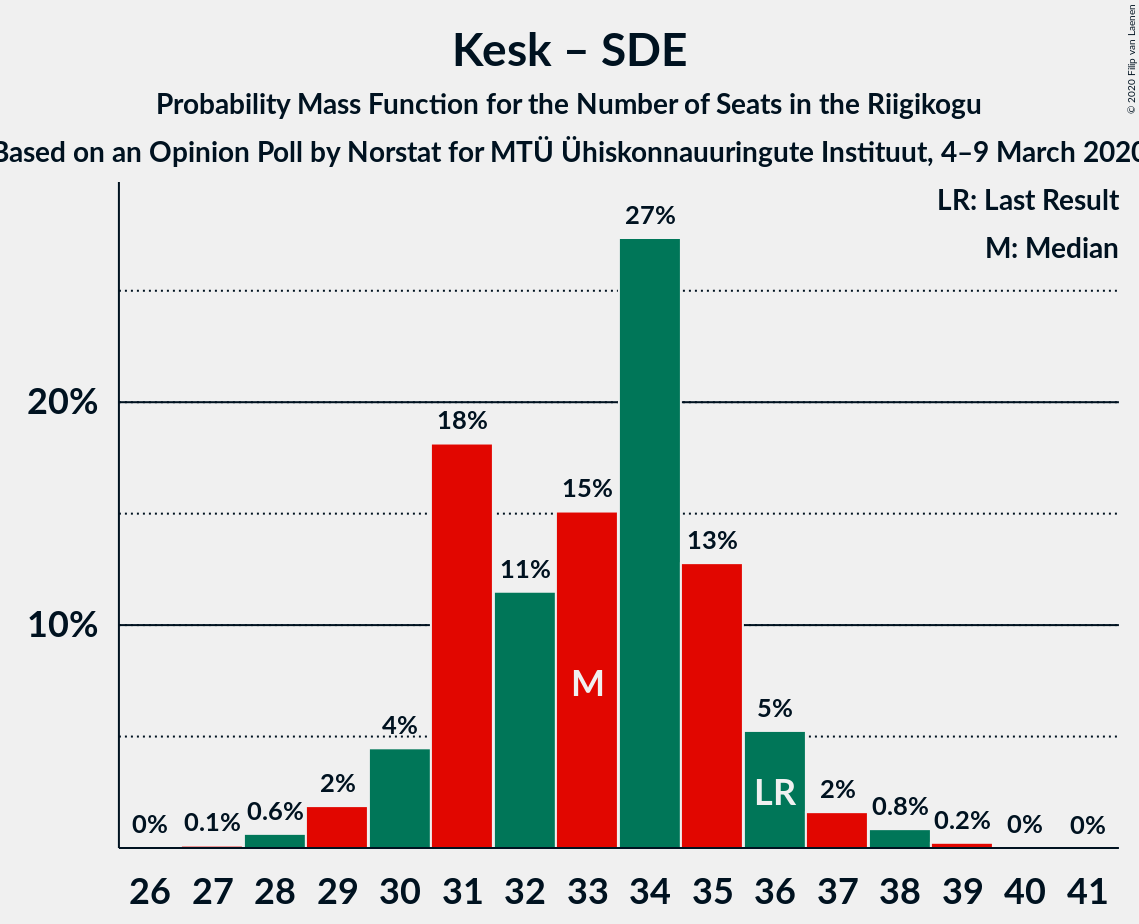 © 2020 Filip van Laenen
Kesk – SDE
Probability Mass Function for the Number of Seats in the Riigikogu
Based on an Opinion Poll by Norstat for MTÜ Ühiskonnauuringute Instituut, 4–9 March 2020
LR: Last Result
M: Median
27%
20%
18%
15%
13%
11%
10%
M
5%
4%
LR
2%
2%
0.6%
0.8%
0%
0.1%
0.2%
0%
0%
26 27 28 29 30 31 32 33 34 35 36 37 38 39 40 41